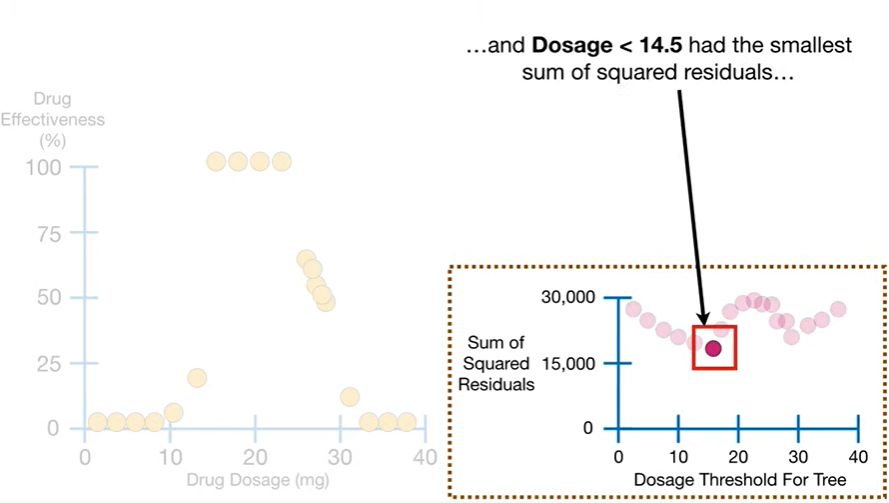 …and Dosage < 14.5 had the smallest
sum of squared residuals…
Drug
Effectiveness
(%)
100
75
50
25
0
0
10
20
30
40
Drug Dosage (mg)
Sum of
Squared
Residuals
30,000
15,000
0
0
10
20
30
40
Dosage Threshold For Tree